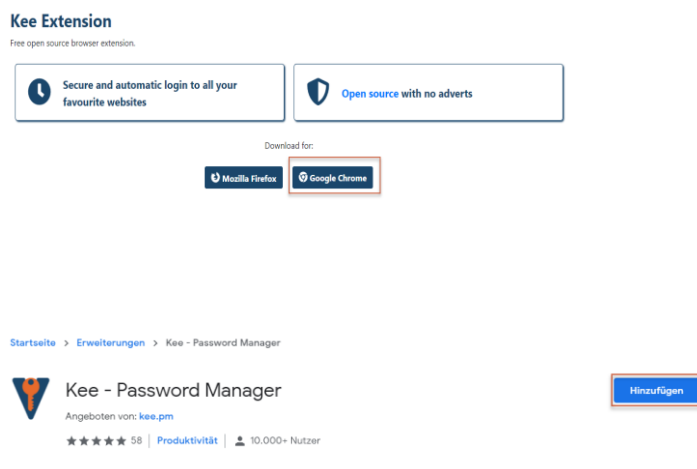 Kee Extension
Free open source browser extension.
Secure and automatic login to all your
favourite websites
Open source with no adverts
Download for:
Mozilla Firefox
Google Chrome
Startseite > Erweiterungen > Kee - Password Manager
Kee - Password Manager
Hinzufügen
Angeboten von: kee.pm
★★★★★ 58 | Produktivität | 10.000+ Nutzer